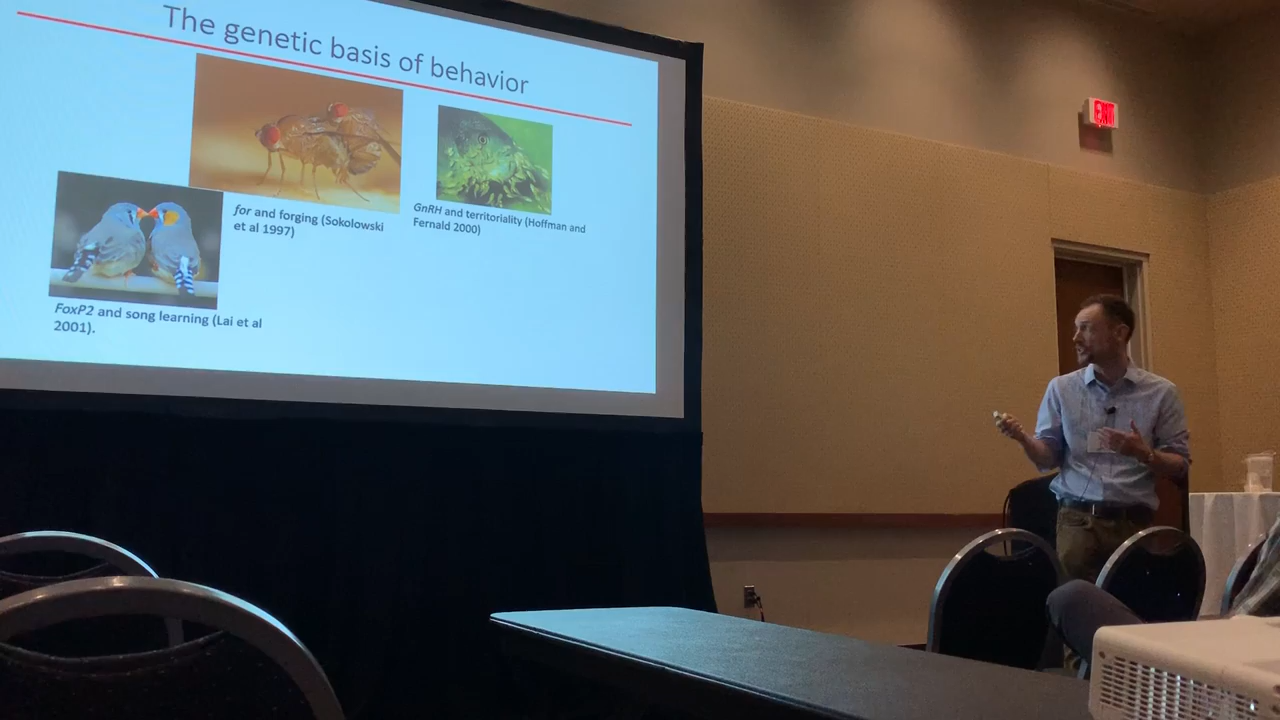 The genetic basis of behavior
for and forging (Sokolowski
et al 1997)
GnRH and territoriality (Hoffman and
Fernald 2000)
FoxP2 and song learning (Lai et al
2001).
EXIT